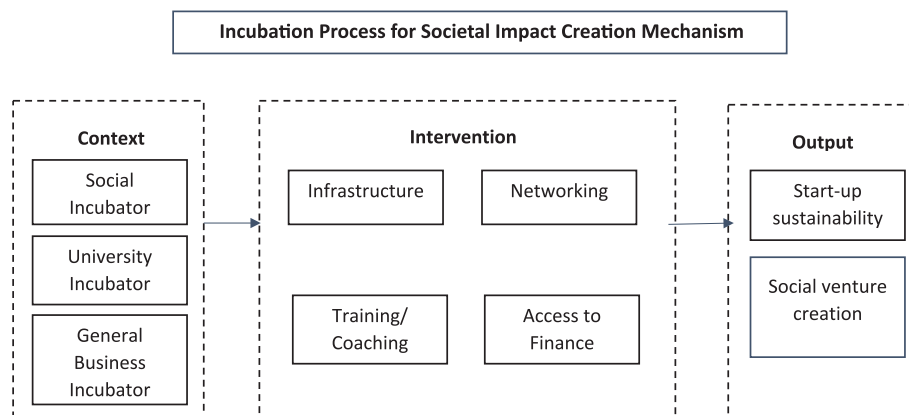 Incubation Process for Societal Impact Creation Mechanism
Context
Social
Incubator
University
Incubator
General
Business
Incubator
Intervention
Infrastructure
Networking
Training/
Coaching
Access to
Finance
Output
Start-up
sustainability
Social venture
creation